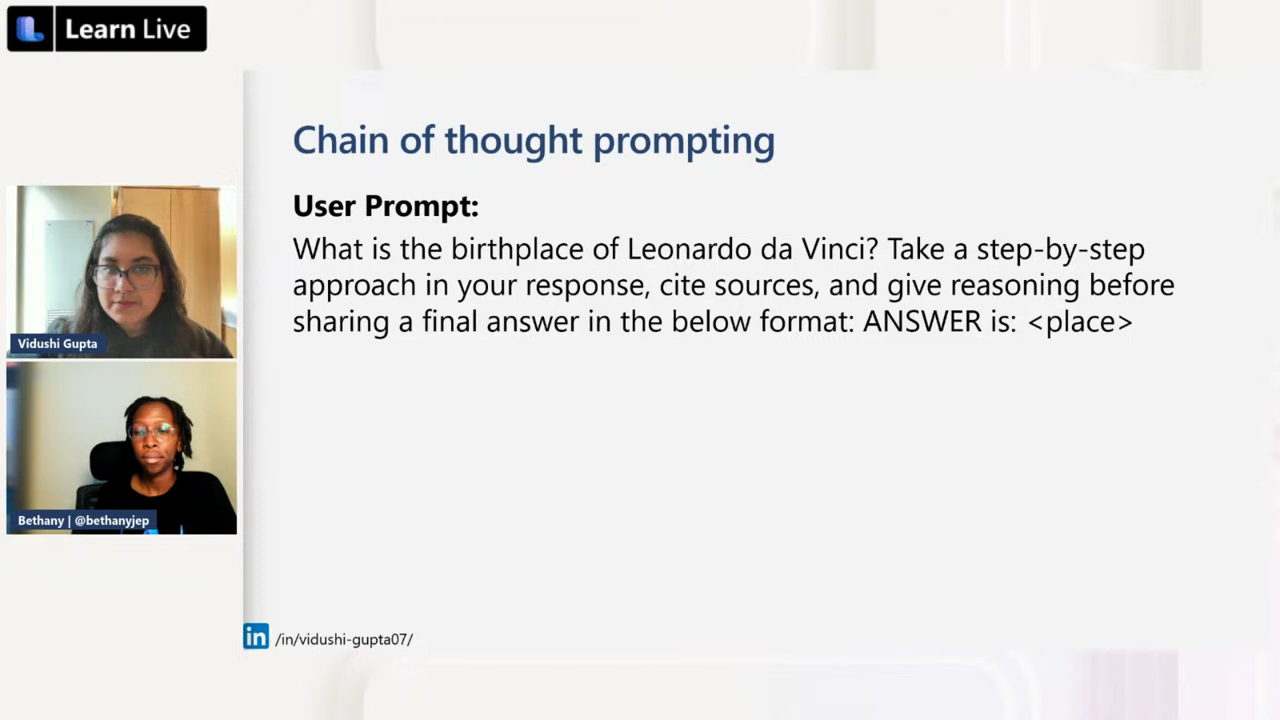 Learn Live
Chain of thought prompting
User Prompt:
What is the birthplace of Leonardo da Vinci? Take a step-by-step
approach in your response, cite sources, and give reasoning before
sharing a final answer in the below format: ANSWER is: <place>
Vidushi Gupta
Bethany | @bethanyjep
in /in/vidushi-gupta07/